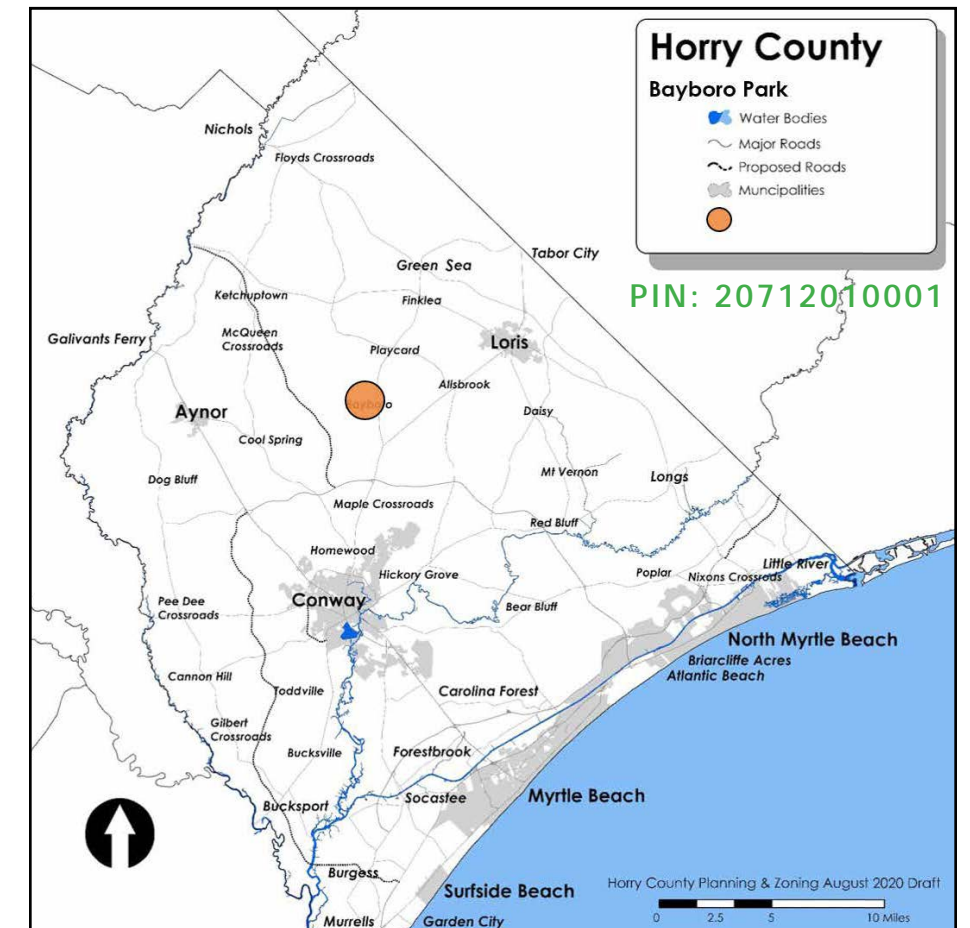 Horry County
Bayboro Park
Water Bodies
Major Roads
Proposed Roads
Muncipalities
PIN: 20712010001
Nichols
Floyds Crossroads
Tabor City
Green Sea
Ketchuptown
Finklea
Galivants Ferry
McQueen
Crossroads
Loris
Playcard
Allsbrook
Aynor
Daisy
Cool Spring
Dog Bluff
Mt Vernon
Longs
Maple Crossroads
Red Bluff
Homewood
Hickory Grove
Poplar
Nixons Crossroads
Little River
Conway
Pee Dee
Crossroads
Bear Bluff
North Myrtle Beach
Briarcliffe Acres
Atlantic Beach
Cannon Hill
Toddville
Carolina Forest
Gilbert
Crossroads
Bucksville
Forestbrook
Bucksport
Socastee
Myrtle Beach
Burgess
Surfside Beach
Murrells
Garden City
Horry County Planning & Zoning August 2020 Draft
0 2.5 5 10 Miles